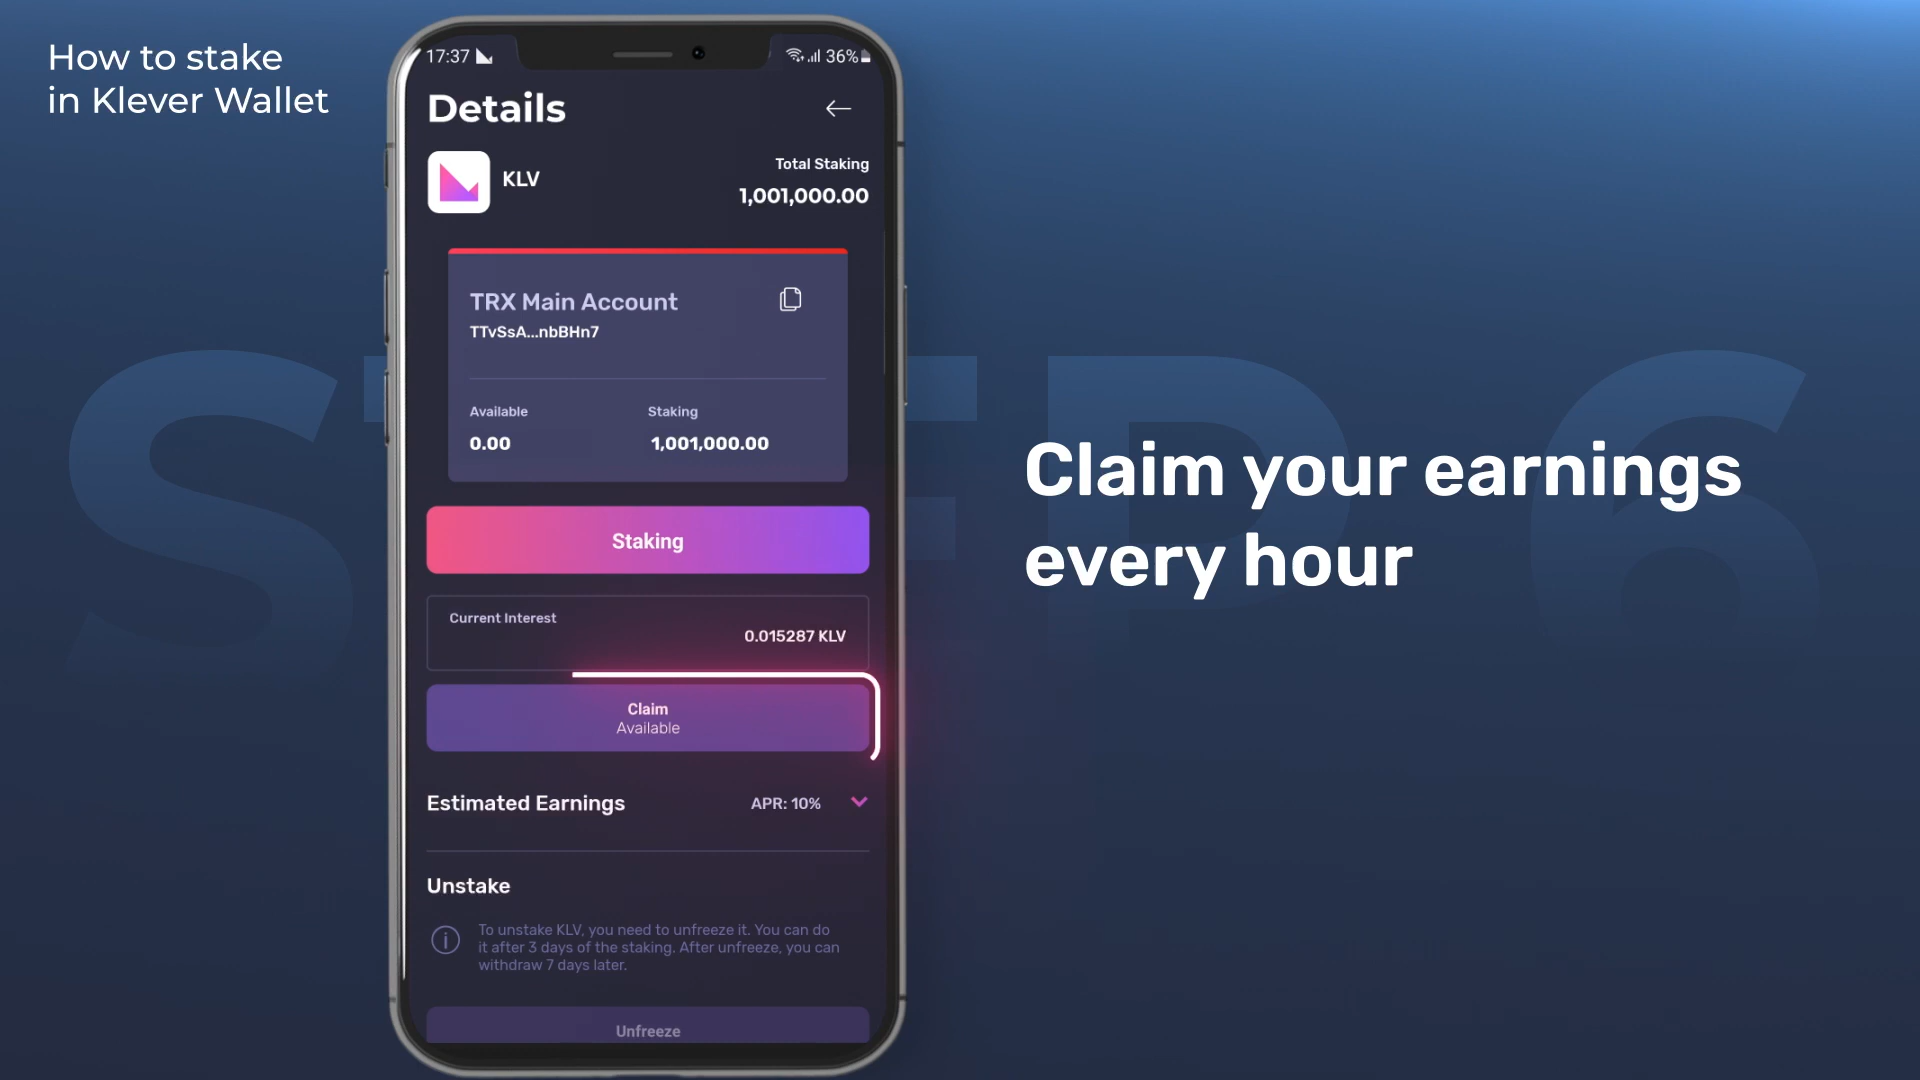 How to stake
in Klever Wallet
17:37
36%
Details
KLV
Total Staking
1,001,000.00
TRX Main Account
TTvSsA...nbBHn7
Available
Staking
0.00
1,001,000.00
Staking
Current Interest
0.015287 KLV
Claim
Available
Estimated Earnings
APR: 10%
Unstake
To unstake KLV, you need to unfreeze it. You can do
it after 3 days of the staking. After unfreeze, you can
withdraw 7 days later.
Unfreeze
STEP 6
Claim your earnings
every hour